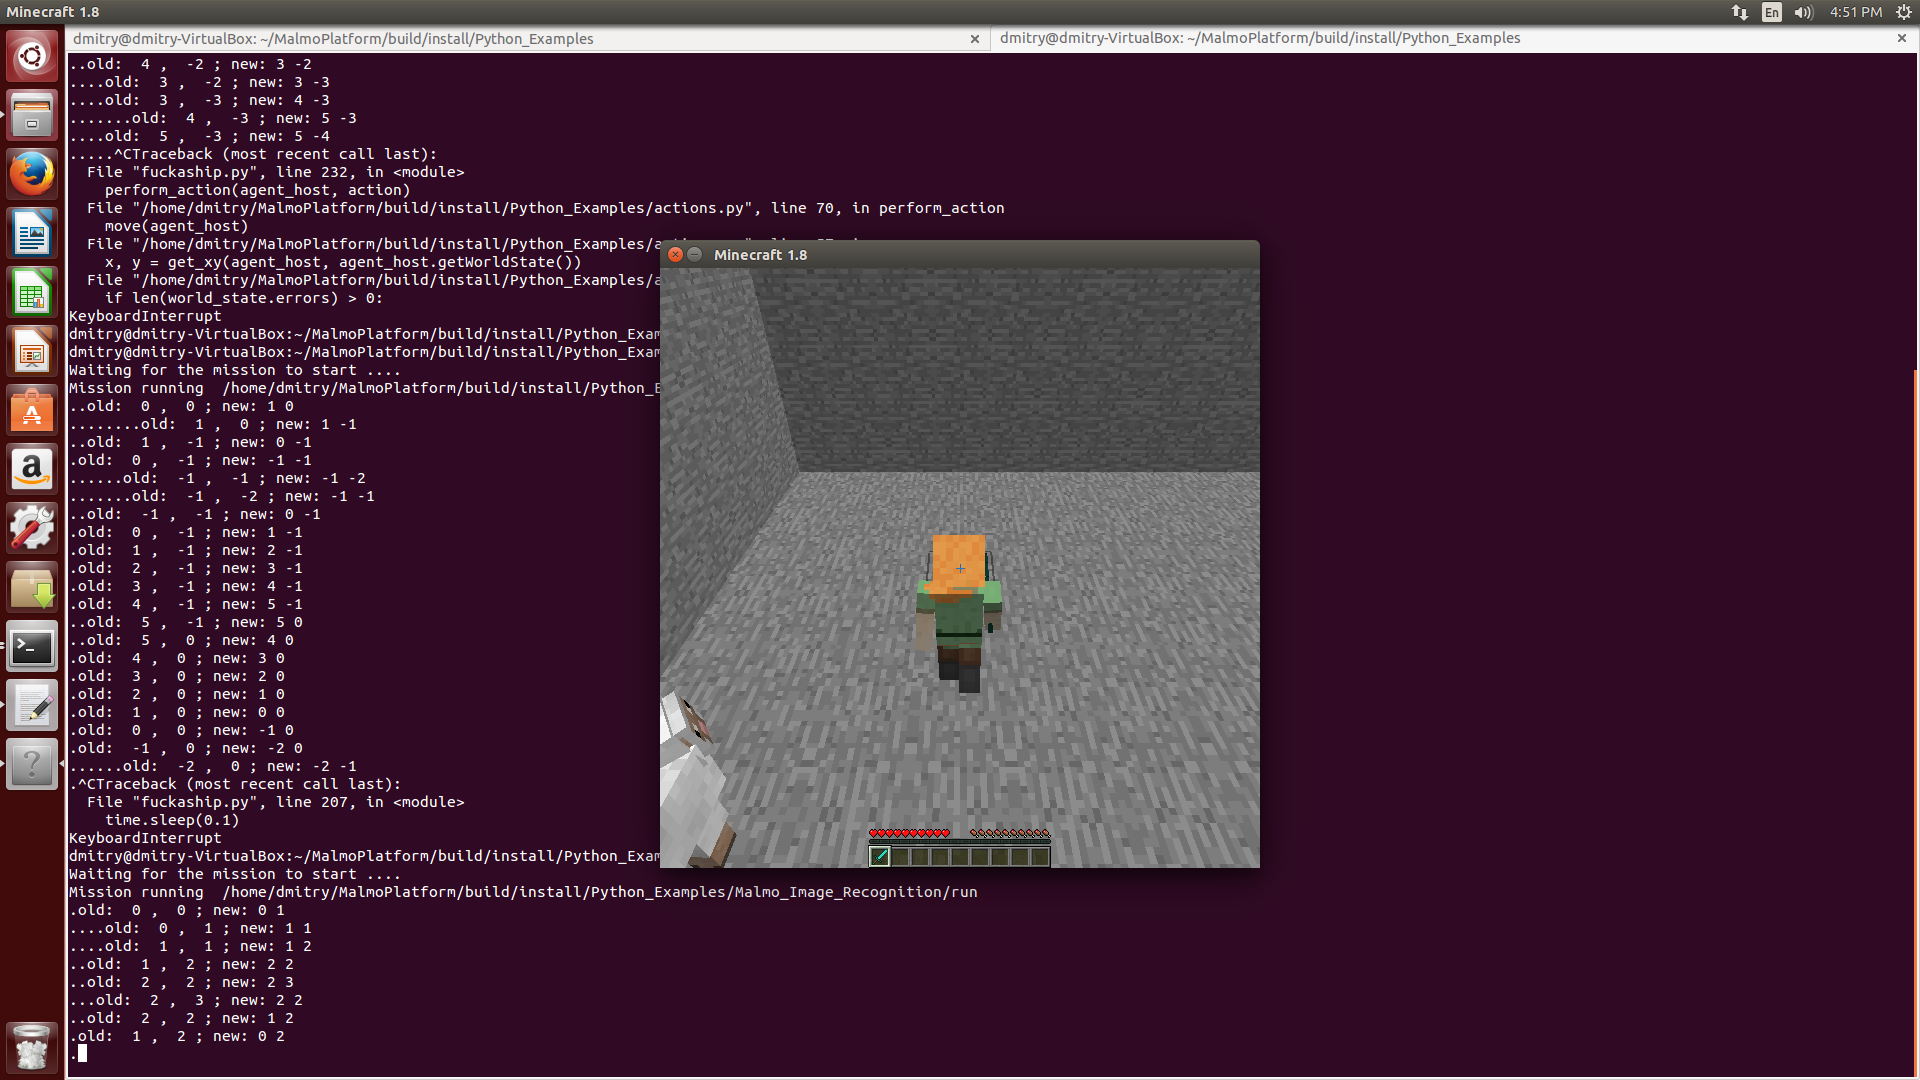 Minecraft 1.8
En
4:51 PM
dmitry@dmitry-VirtualBox: ~/MalmoPlatform/build/install/Python_Examples
dmitry@dmitry-VirtualBox: ~/MalmoPlatform/build/install/Python_Examples
..old:  4 ,  -2 ; new: 3 -2
....old:  3 ,  -2 ; new: 3 -3
....old:  3 ,  -3 ; new: 4 -3
.......old:  4 ,  -3 ; new: 5 -3
....old:  5 ,  -3 ; new: 5 -4
.....^CTraceback (most recent call last):
  File "fuckaship.py", line 232, in <module>
    perform_action(agent_host, action)
  File "/home/dmitry/MalmoPlatform/build/install/Python_Examples/actions.py", line 70, in perform_action
    move(agent_host)
  File "/home/dmitry/MalmoPlatform/build/install/Python_Examples/a
    x, y = get_xy(agent_host, agent_host.getWorldState())
  File "/home/dmitry/MalmoPlatform/build/install/Python_Examples/a
    if len(world_state.errors) > 0:
KeyboardInterrupt
dmitry@dmitry-VirtualBox:~/MalmoPlatform/build/install/Python_Exam
dmitry@dmitry-VirtualBox:~/MalmoPlatform/build/install/Python_Exam
Waiting for the mission to start ....
Mission running  /home/dmitry/MalmoPlatform/build/install/Python_E
..old:  0 ,  0 ; new: 1 0
........old:  1 ,  0 ; new: 1 -1
..old:  1 ,  -1 ; new: 0 -1
.old:  0 ,  -1 ; new: -1 -1
......old:  -1 ,  -1 ; new: -1 -2
.......old:  -1 ,  -2 ; new: -1 -1
..old:  -1 ,  -1 ; new: 0 -1
.old:  0 ,  -1 ; new: 1 -1
.old:  1 ,  -1 ; new: 2 -1
.old:  2 ,  -1 ; new: 3 -1
.old:  3 ,  -1 ; new: 4 -1
.old:  4 ,  -1 ; new: 5 -1
..old:  5 ,  -1 ; new: 5 0
..old:  5 ,  0 ; new: 4 0
.old:  4 ,  0 ; new: 3 0
.old:  3 ,  0 ; new: 2 0
.old:  2 ,  0 ; new: 1 0
.old:  1 ,  0 ; new: 0 0
.old:  0 ,  0 ; new: -1 0
.old:  -1 ,  0 ; new: -2 0
......old:  -2 ,  0 ; new: -2 -1
.^CTraceback (most recent call last):
  File "fuckaship.py", line 207, in <module>
    time.sleep(0.1)
KeyboardInterrupt
dmitry@dmitry-VirtualBox:~/MalmoPlatform/build/install/Python_Exam
Waiting for the mission to start ....
Mission running  /home/dmitry/MalmoPlatform/build/install/Python_Examples/Malmo_Image_Recognition/run
.old:  0 ,  0 ; new: 0 1
....old:  0 ,  1 ; new: 1 1
....old:  1 ,  1 ; new: 1 2
..old:  1 ,  2 ; new: 2 2
..old:  2 ,  2 ; new: 2 3
...old:  2 ,  3 ; new: 2 2
..old:  2 ,  2 ; new: 1 2
.old:  1 ,  2 ; new: 0 2
.
Minecraft 1.8